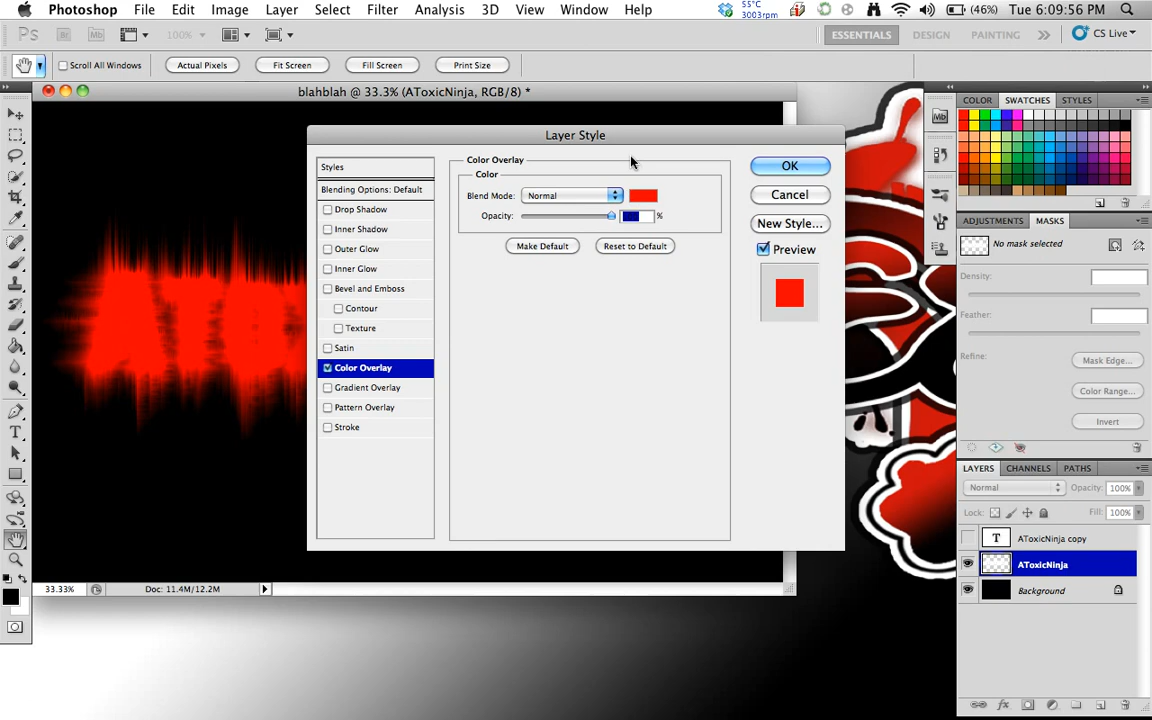 Photoshop File Edit Image Layer Select Filter Analysis 3D View Window Help 55°C 3003rpm (46%) Tue 6:09:56 PM
Ps Br Mb 100% ESSENTIALS DESIGN PAINTING CS Live
Scroll All Windows Actual Pixels Fit Screen Fill Screen Print Size
blahblah @ 33.3% (AToxicNinja, RGB/8) *
COLOR SWATCHES STYLES
Mb
Layer Style
Styles
Blending Options: Default
Drop Shadow
Inner Shadow
Outer Glow
Inner Glow
Bevel and Emboss
Contour
Texture
Satin
Color Overlay
Gradient Overlay
Pattern Overlay
Stroke
Color Overlay
Color
Blend Mode: Normal
Opacity: %
Make Default Reset to Default
OK
Cancel
New Style...
Preview
ADJUSTMENTS MASKS
No mask selected
Density:
Feather:
Refine: Mask Edge...
Color Range...
Invert
LAYERS CHANNELS PATHS
Normal Opacity: 100%
Lock: Fill: 100%
T AToxicNinja copy
AToxicNinja
Background
T
33.33% Doc: 11.4M/12.2M
fx